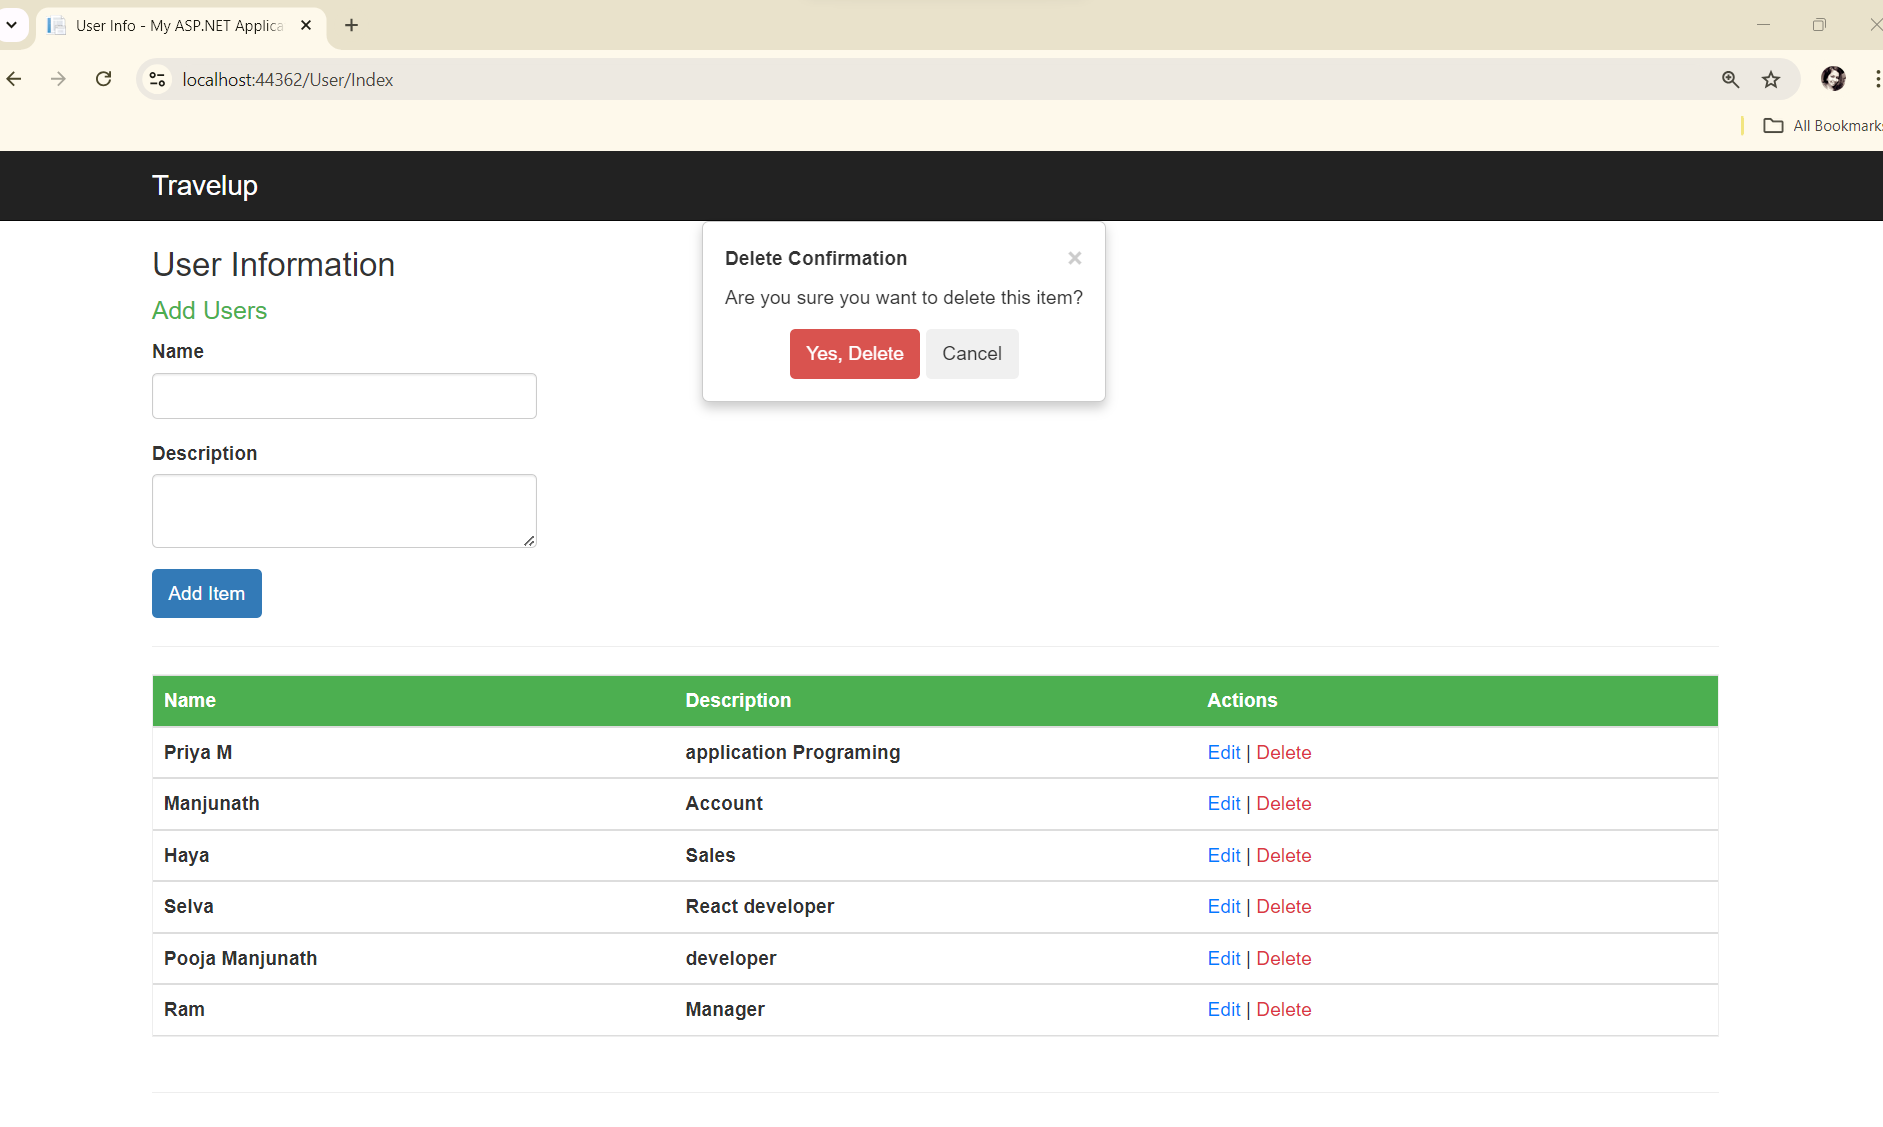 User Info - My ASP.NET Applica
localhost:44362/User/Index
All Bookmarks
Travelup
User Information
Add Users
Name
Description
Add Item
Delete Confirmation ×
Are you sure you want to delete this item?
Yes, Delete Cancel
Name Description Actions
Priya M application Programing Edit | Delete
Manjunath Account Edit | Delete
Haya Sales Edit | Delete
Selva React developer Edit | Delete
Pooja Manjunath developer Edit | Delete
Ram Manager Edit | Delete